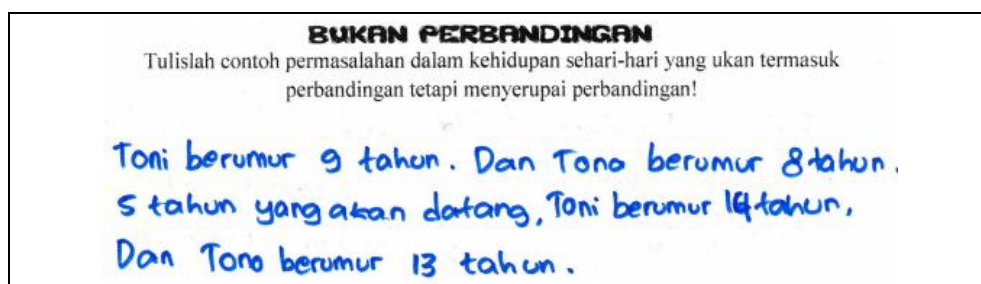 BUKAN PERBANDINGAN
Tulislah contoh permasalahan dalam kehidupan sehari-hari yang ukan termasuk
perbandingan tetapi menyerupai perbandingan!
Toni berumur 9 tahun. Dan Tono berumur 8 tahun.
5 tahun yang akan datang, Toni berumur 14 tahun,
Dan Tono berumur 13 tahun.